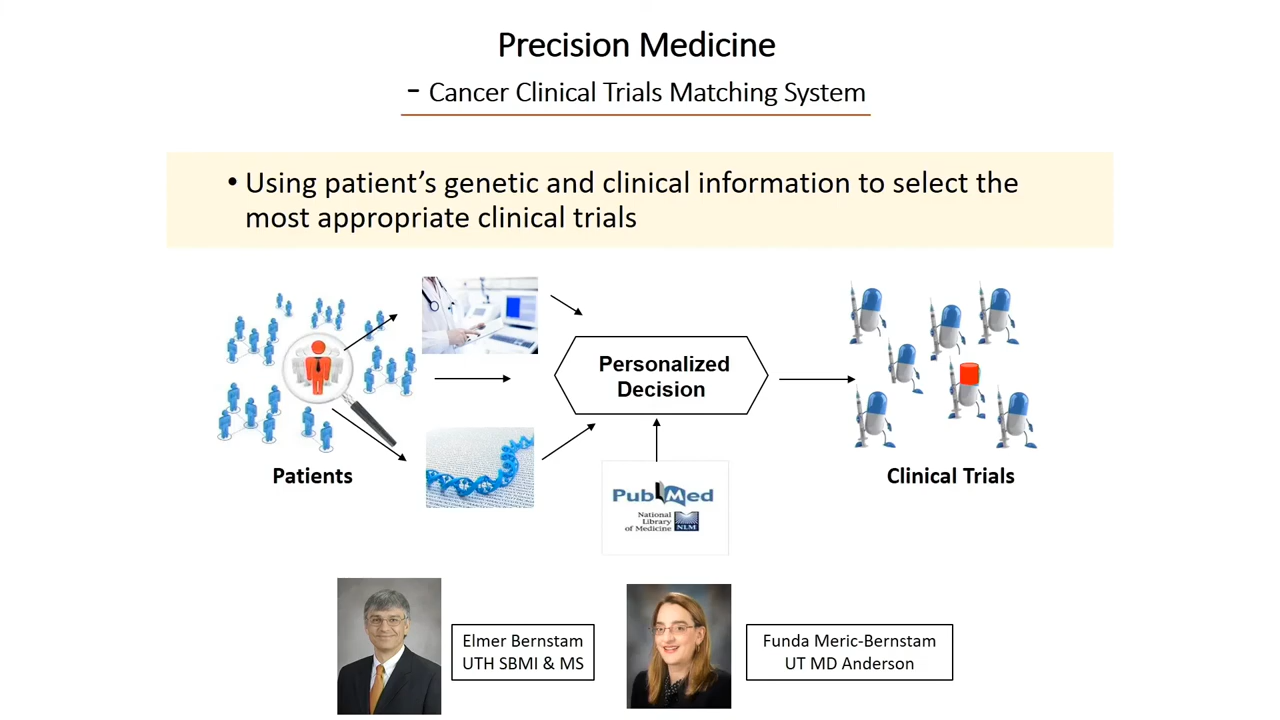 Precision Medicine
- Cancer Clinical Trials Matching System
• Using patient's genetic and clinical information to select the
most appropriate clinical trials
Personalized
Decision
Patients
Clinical Trials
PubMed
National
Library
of Medicine
NLM
Elmer Bernstam
UTH SBMI & MS
Funda Meric-Bernstam
UT MD Anderson